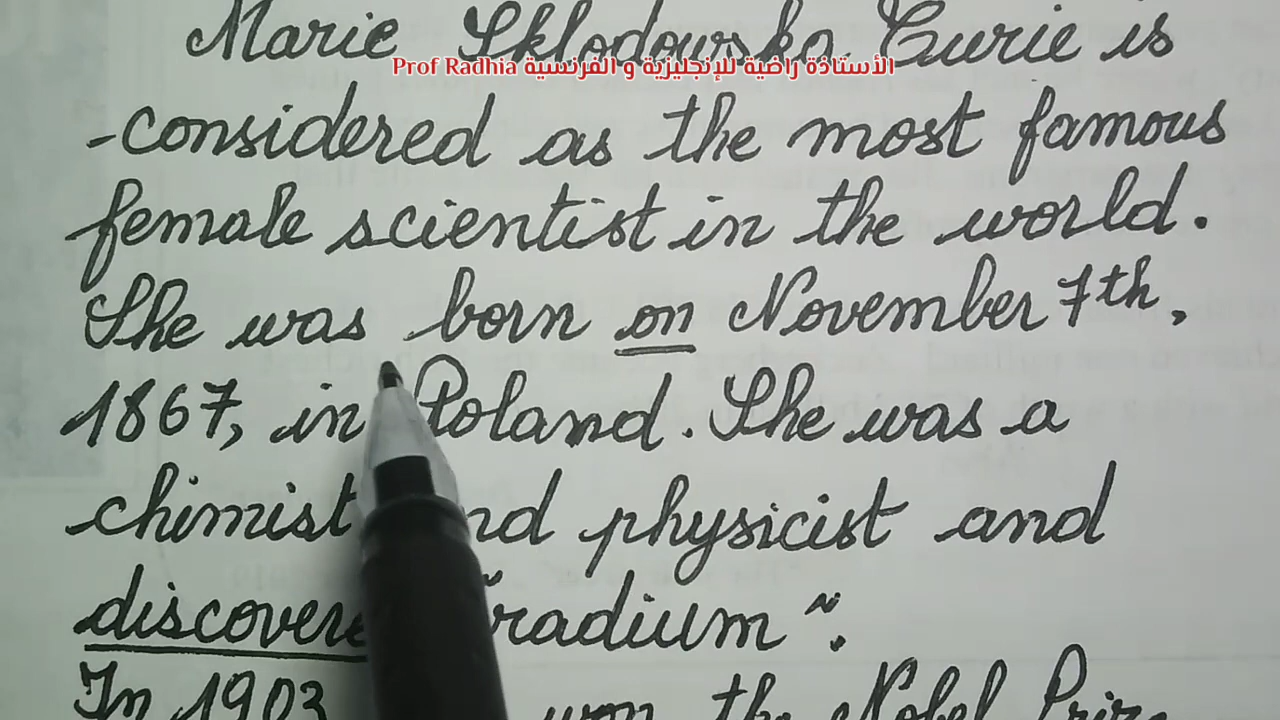 Marie Sklodowska Curie is
Prof Radhia الأستاذة راضية للإنجليزية و الفرنسية
considered as the most famous
female scientist in the world.
She was born on November 7th,
1867, in Poland. She was a
chimist and physicist and
discovered "radium".
In 1903 won the Nobel Prize